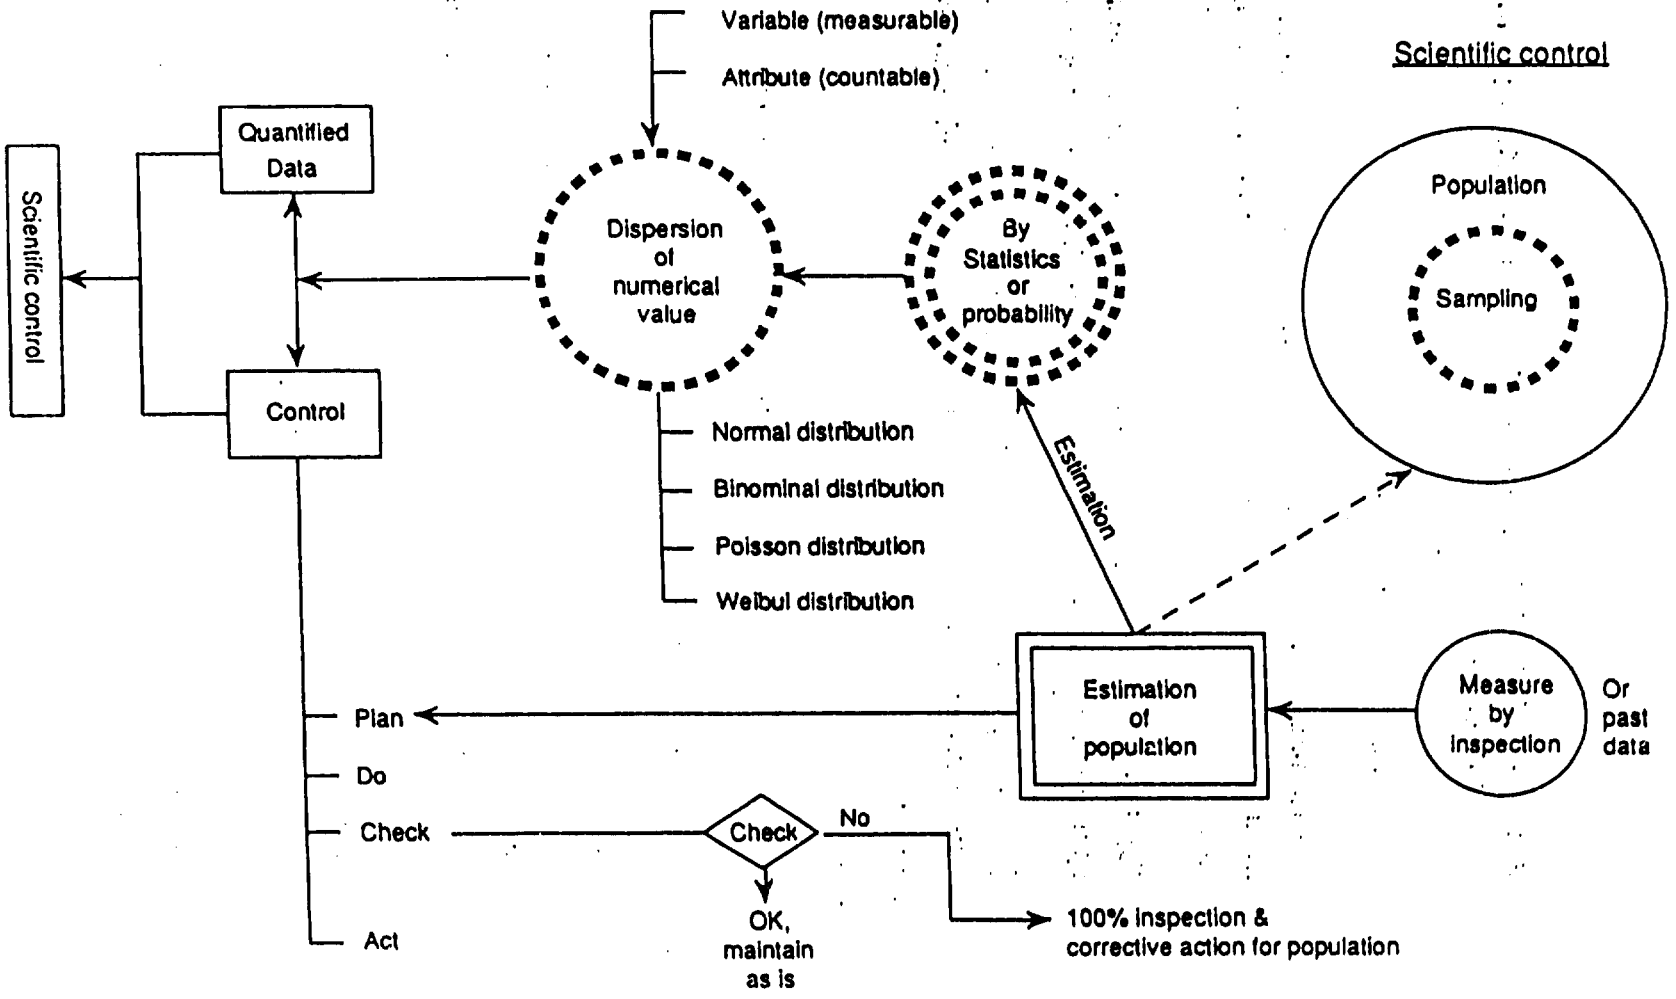 Variable (measurable)
Attribute (countable)
Scientific control
Quantified
Data
Scientific control
Control
Dispersion
of
numerical
value
By
Statistics
or
probability
Population
Sampling
Normal distribution
Binominal distribution
Poisson distribution
Weibul distribution
Estimation
Estimation
of
population
Measure
by
inspection
Or
past
data
Plan
Do
Check
Act
Check
No
OK,
maintain
as is
100% inspection &
corrective action for population